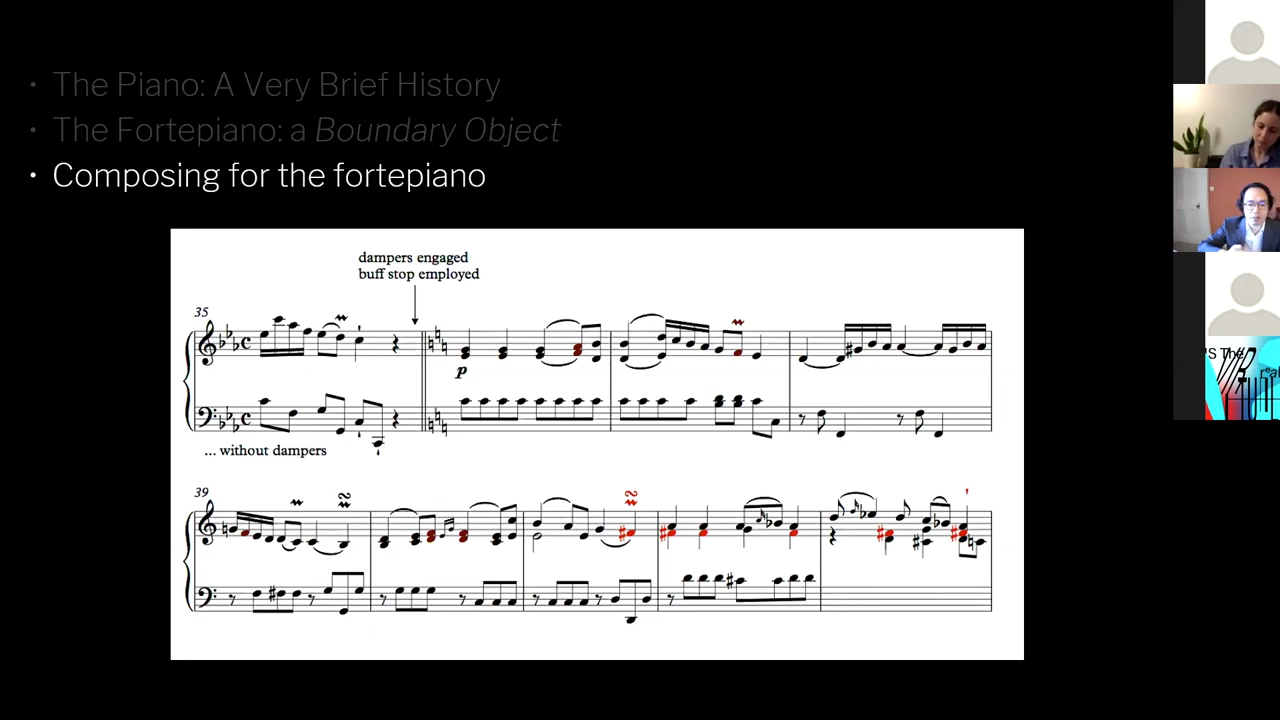 • The Piano: A Very Brief History
• The Fortepiano: a Boundary Object
• Composing for the fortepiano
dampers engaged
buff stop employed
35
p
... without dampers
39